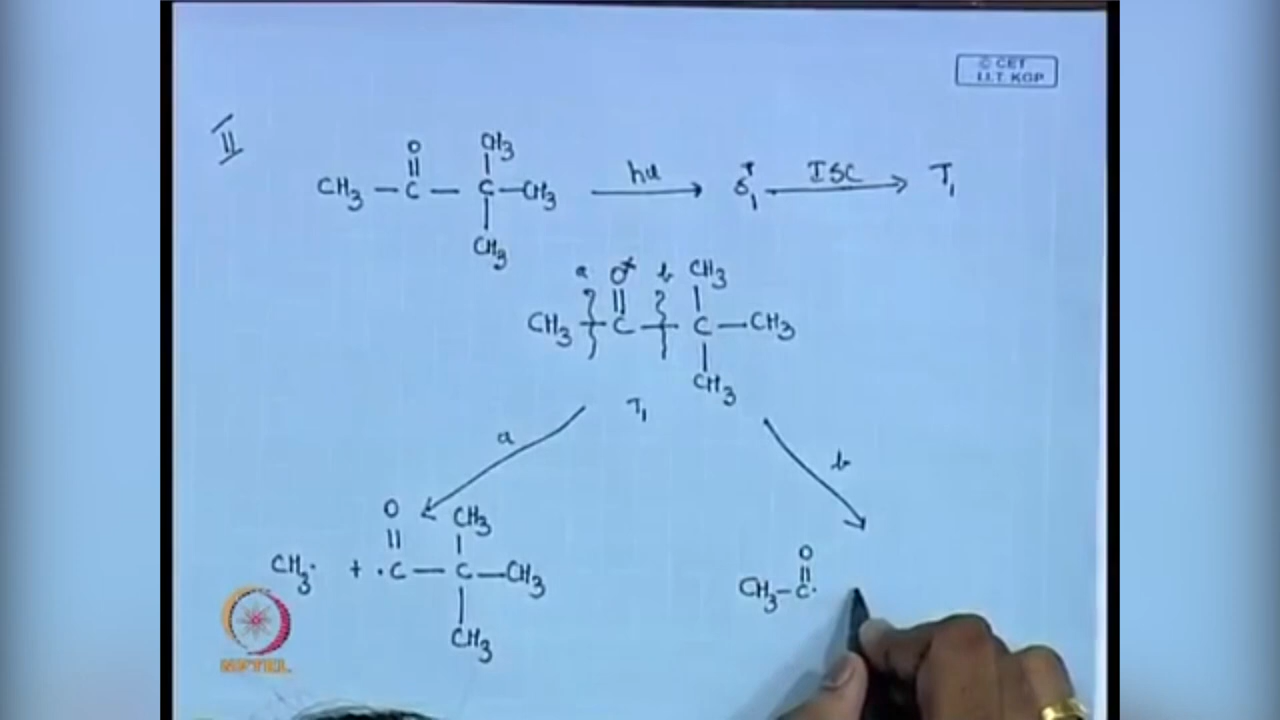 © CET
I.I.T. KGP
II
O CH3
CH3 — C — C — CH3 hν S1* ISC T1
CH3
a O* b CH3
CH3 — C — C — CH3
CH3
T1
a b
O CH3
CH3· + ·C — C — CH3
CH3
O
CH3 — C·
NPTEL